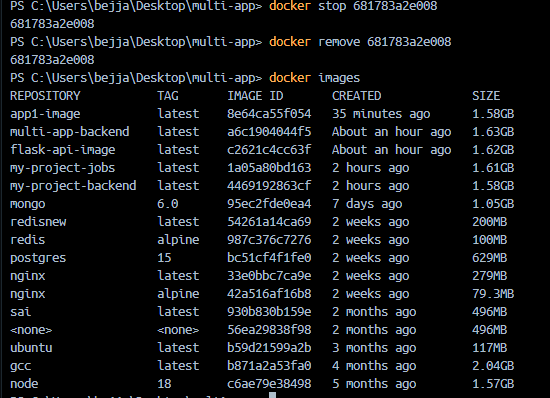 PS C:\Users\bejja\Desktop\multi-app> docker stop 681783a2e008
681783a2e008
PS C:\Users\bejja\Desktop\multi-app> docker remove 681783a2e008
681783a2e008
PS C:\Users\bejja\Desktop\multi-app> docker images
REPOSITORY TAG IMAGE ID CREATED SIZE
app1-image latest 8e64ca55f054 35 minutes ago 1.58GB
multi-app-backend latest a6c1904044f5 About an hour ago 1.63GB
flask-api-image latest c2621c4cc63f About an hour ago 1.62GB
my-project-jobs latest 1a05a80bd163 2 hours ago 1.61GB
my-project-backend latest 4469192863cf 2 hours ago 1.58GB
mongo 6.0 95ec2fde0ea4 7 days ago 1.05GB
redisnew latest 54261a14ca69 2 weeks ago 200MB
redis alpine 987c376c7276 2 weeks ago 100MB
postgres 15 bc51cf4f1fe0 2 weeks ago 629MB
nginx latest 33e0bbc7ca9e 2 weeks ago 279MB
nginx alpine 42a516af16b8 2 weeks ago 79.3MB
sai latest 930b830b159e 2 months ago 496MB
<none> <none> 56ea29838f98 2 months ago 496MB
ubuntu latest b59d21599a2b 3 months ago 117MB
gcc latest b871a2a53fa0 4 months ago 2.04GB
node 18 c6ae79e38498 5 months ago 1.57GB